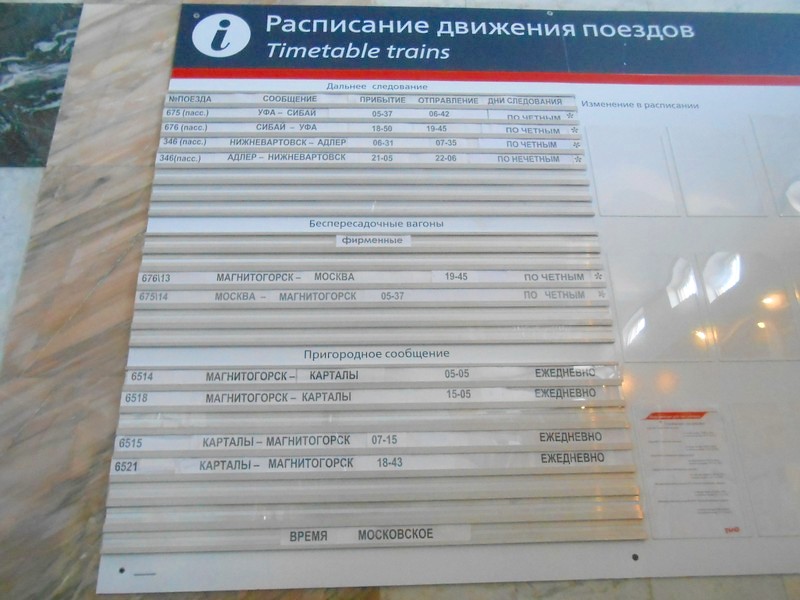 i
Расписание движения поездов
Timetable trains
Дальнее следование
Изменение в расписании
№ПОЕЗДА СООБЩЕНИЕ ПРИБЫТИЕ ОТПРАВЛЕНИЕ ДНИ СЛЕДОВАНИЯ
675 (пасс.) УФА – СИБАЙ 05-37 06-42 ПО ЧЕТНЫМ *
676 (пасс.) СИБАЙ – УФА 18-50 19-45 ПО ЧЕТНЫМ *
346 (пасс.) НИЖНЕВАРТОВСК – АДЛЕР 06-31 07-35 ПО ЧЕТНЫМ *
346(пасс.) АДЛЕР – НИЖНЕВАРТОВСК 21-05 22-06 ПО НЕЧЕТНЫМ *
Беспересадочные вагоны
фирменные
676\13 МАГНИТОГОРСК – МОСКВА 19-45 ПО ЧЕТНЫМ *
675\14 МОСКВА – МАГНИТОГОРСК 05-37 ПО ЧЕТНЫМ *
Пригородное сообщение
6514 МАГНИТОГОРСК – КАРТАЛЫ 05-05 ЕЖЕДНЕВНО
6518 МАГНИТОГОРСК – КАРТАЛЫ 15-05 ЕЖЕДНЕВНО
6515 КАРТАЛЫ – МАГНИТОГОРСК 07-15 ЕЖЕДНЕВНО
6521 КАРТАЛЫ – МАГНИТОГОРСК 18-43 ЕЖЕДНЕВНО
ВРЕМЯ МОСКОВСКОЕ